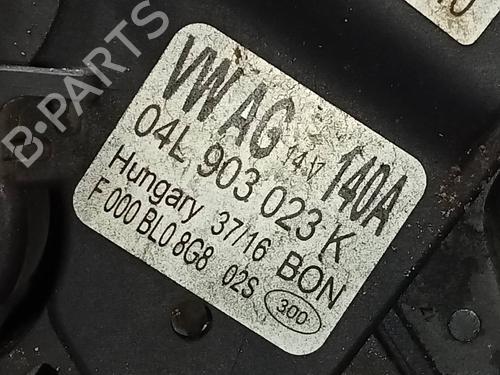 VW AG 14V 140A
04L 903 023 K
Hungary 37/16 BON
F 000 BL0 8G8 02S 300
B-PARTS